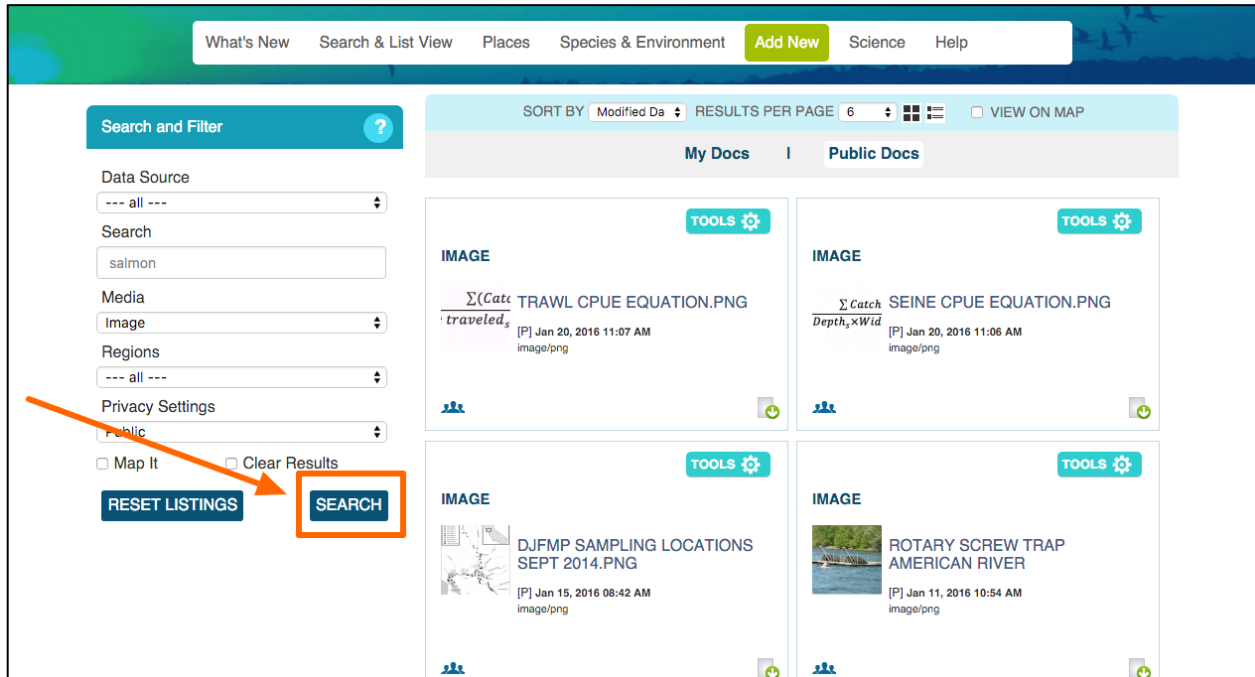 What's New Search & List View Places Species & Environment Add New Science Help
Search and Filter ?
Data Source
--- all ---
Search
salmon
Media
Image
Regions
--- all ---
Privacy Settings
Public
Map It Clear Results
RESET LISTINGS SEARCH
SORT BY Modified Da RESULTS PER PAGE 6 VIEW ON MAP
My Docs | Public Docs
TOOLS
IMAGE
∑(Catc
traveledₛ
TRAWL CPUE EQUATION.PNG
[P] Jan 20, 2016 11:07 AM
image/png
TOOLS
IMAGE
∑ Catch
Depthₛ×Wid
SEINE CPUE EQUATION.PNG
[P] Jan 20, 2016 11:06 AM
image/png
TOOLS
IMAGE
DJFMP SAMPLING LOCATIONS
SEPT 2014.PNG
[P] Jan 15, 2016 08:42 AM
image/png
TOOLS
IMAGE
ROTARY SCREW TRAP
AMERICAN RIVER
[P] Jan 11, 2016 10:54 AM
image/png